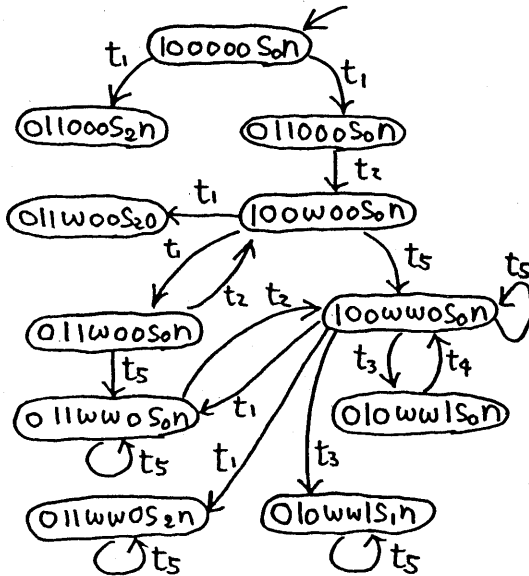 100000S₀n
t₁
t₁
011000S₂n
011000S₀n
t₂
t₁
011w00S₂0
100w00S₀n
t₁
t₅
t₂
t₂
t₅
011w00S₀n
100ww0S₀n
t₅
t₃
t₄
011ww0S₀n
t₁
010ww1S₀n
t₅
t₁
t₃
011ww0S₂n
010ww1S₁n
t₅
t₅